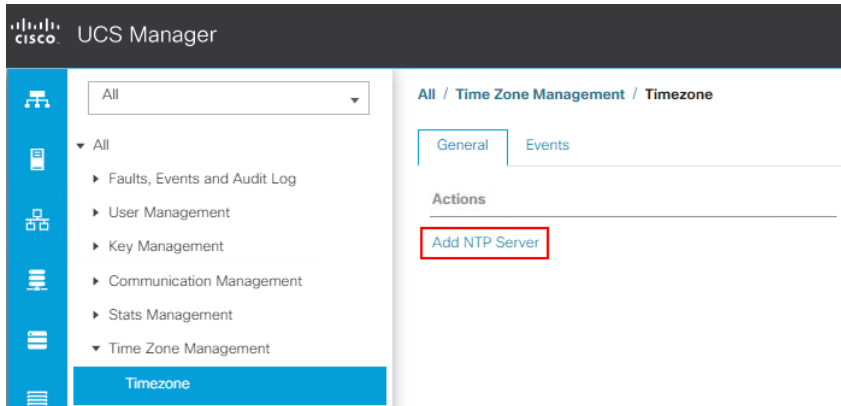 CISCO
UCS Manager
All
All
Faults, Events and Audit Log
User Management
Key Management
Communication Management
Stats Management
Time Zone Management
Timezone
All / Time Zone Management / Timezone
General Events
Actions
Add NTP Server